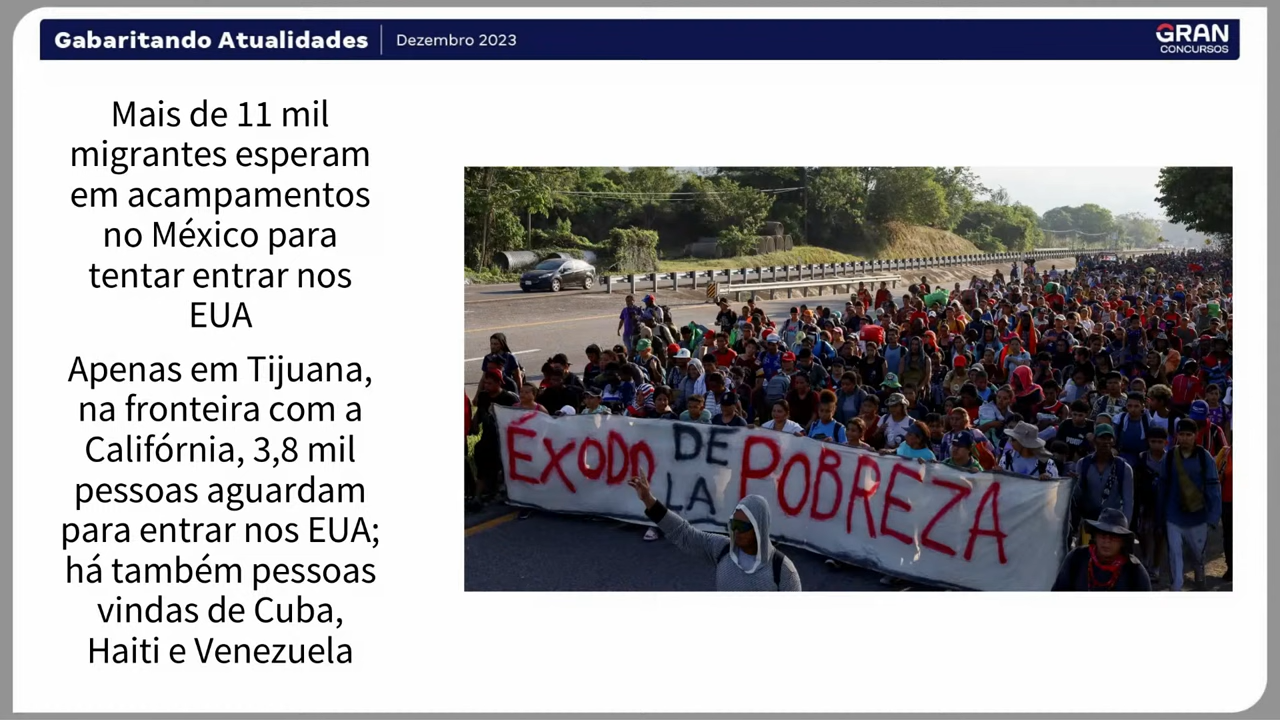 Gabaritando Atualidades | Dezembro 2023
GRAN
CONCURSOS
Mais de 11 mil
migrantes esperam
em acampamentos
no México para
tentar entrar nos
EUA
Apenas em Tijuana,
na fronteira com a
Califórnia, 3,8 mil
pessoas aguardam
para entrar nos EUA;
há também pessoas
vindas de Cuba,
Haiti e Venezuela
ÉXODO DE LA POBREZA